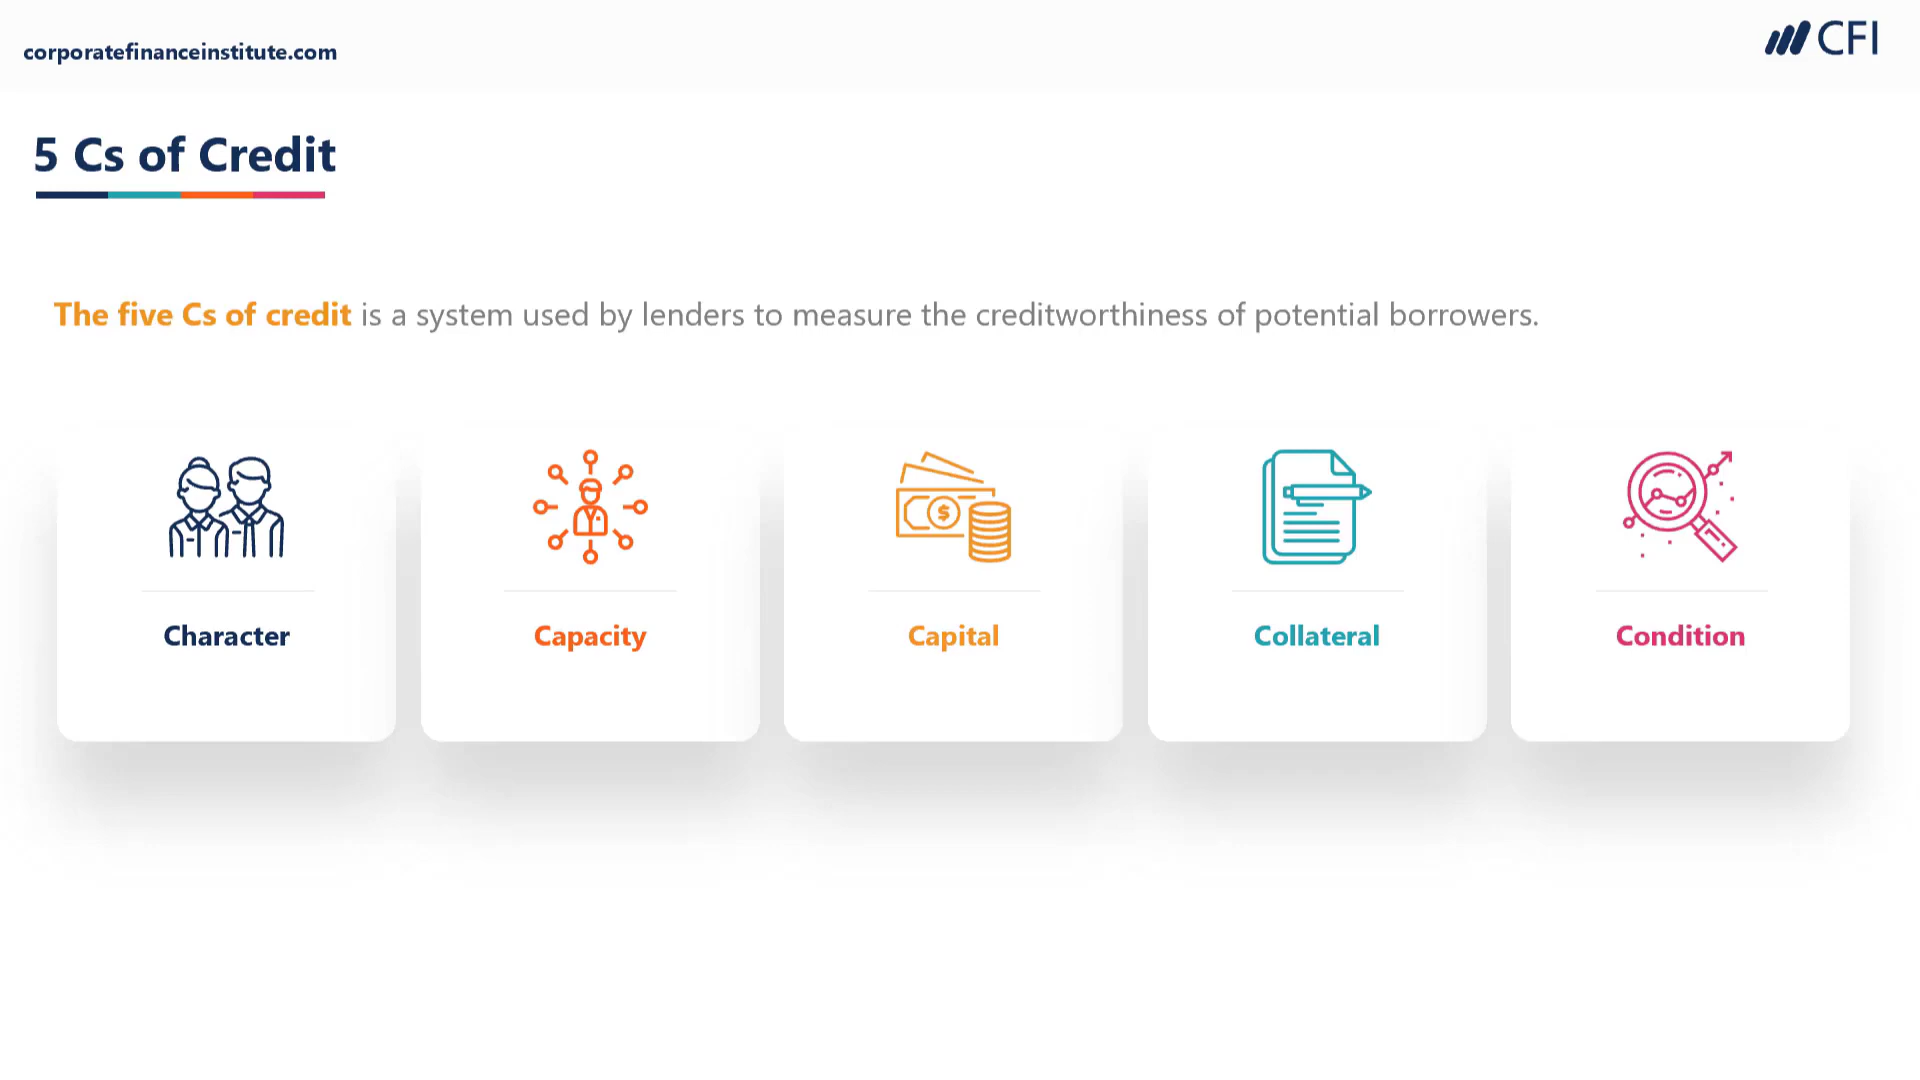 corporatefinanceinstitute.com
CFI
5 Cs of Credit
The five Cs of credit is a system used by lenders to measure the creditworthiness of potential borrowers.
$
Character
Capacity
Capital
Collateral
Condition